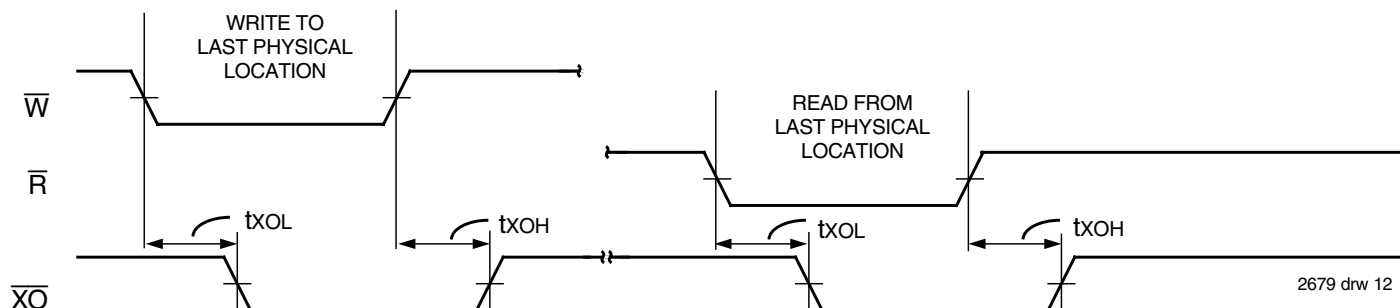 WRITE TO
LAST PHYSICAL
LOCATION
W
READ FROM
LAST PHYSICAL
LOCATION
R
tXOL
tXOH
tXOL
tXOH
XO
2679 drw 12